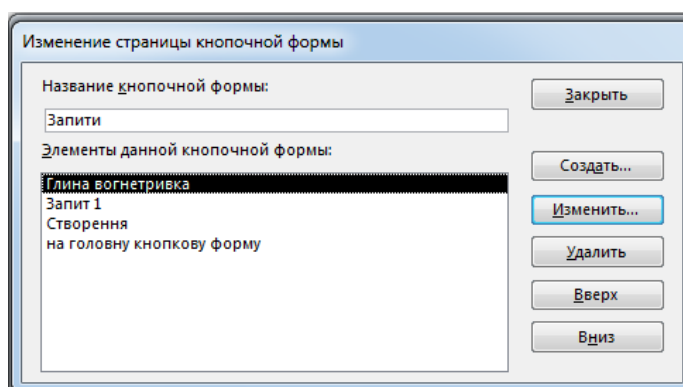 Изменение страницы кнопочной формы
Название кнопочной формы:
Закрыть
Запити
Элементы данной кнопочной формы:
Создать...
Глина вогнетривка
Запит 1
Изменить...
Створення
на головну кнопкову форму
Удалить
Вверх
Вниз